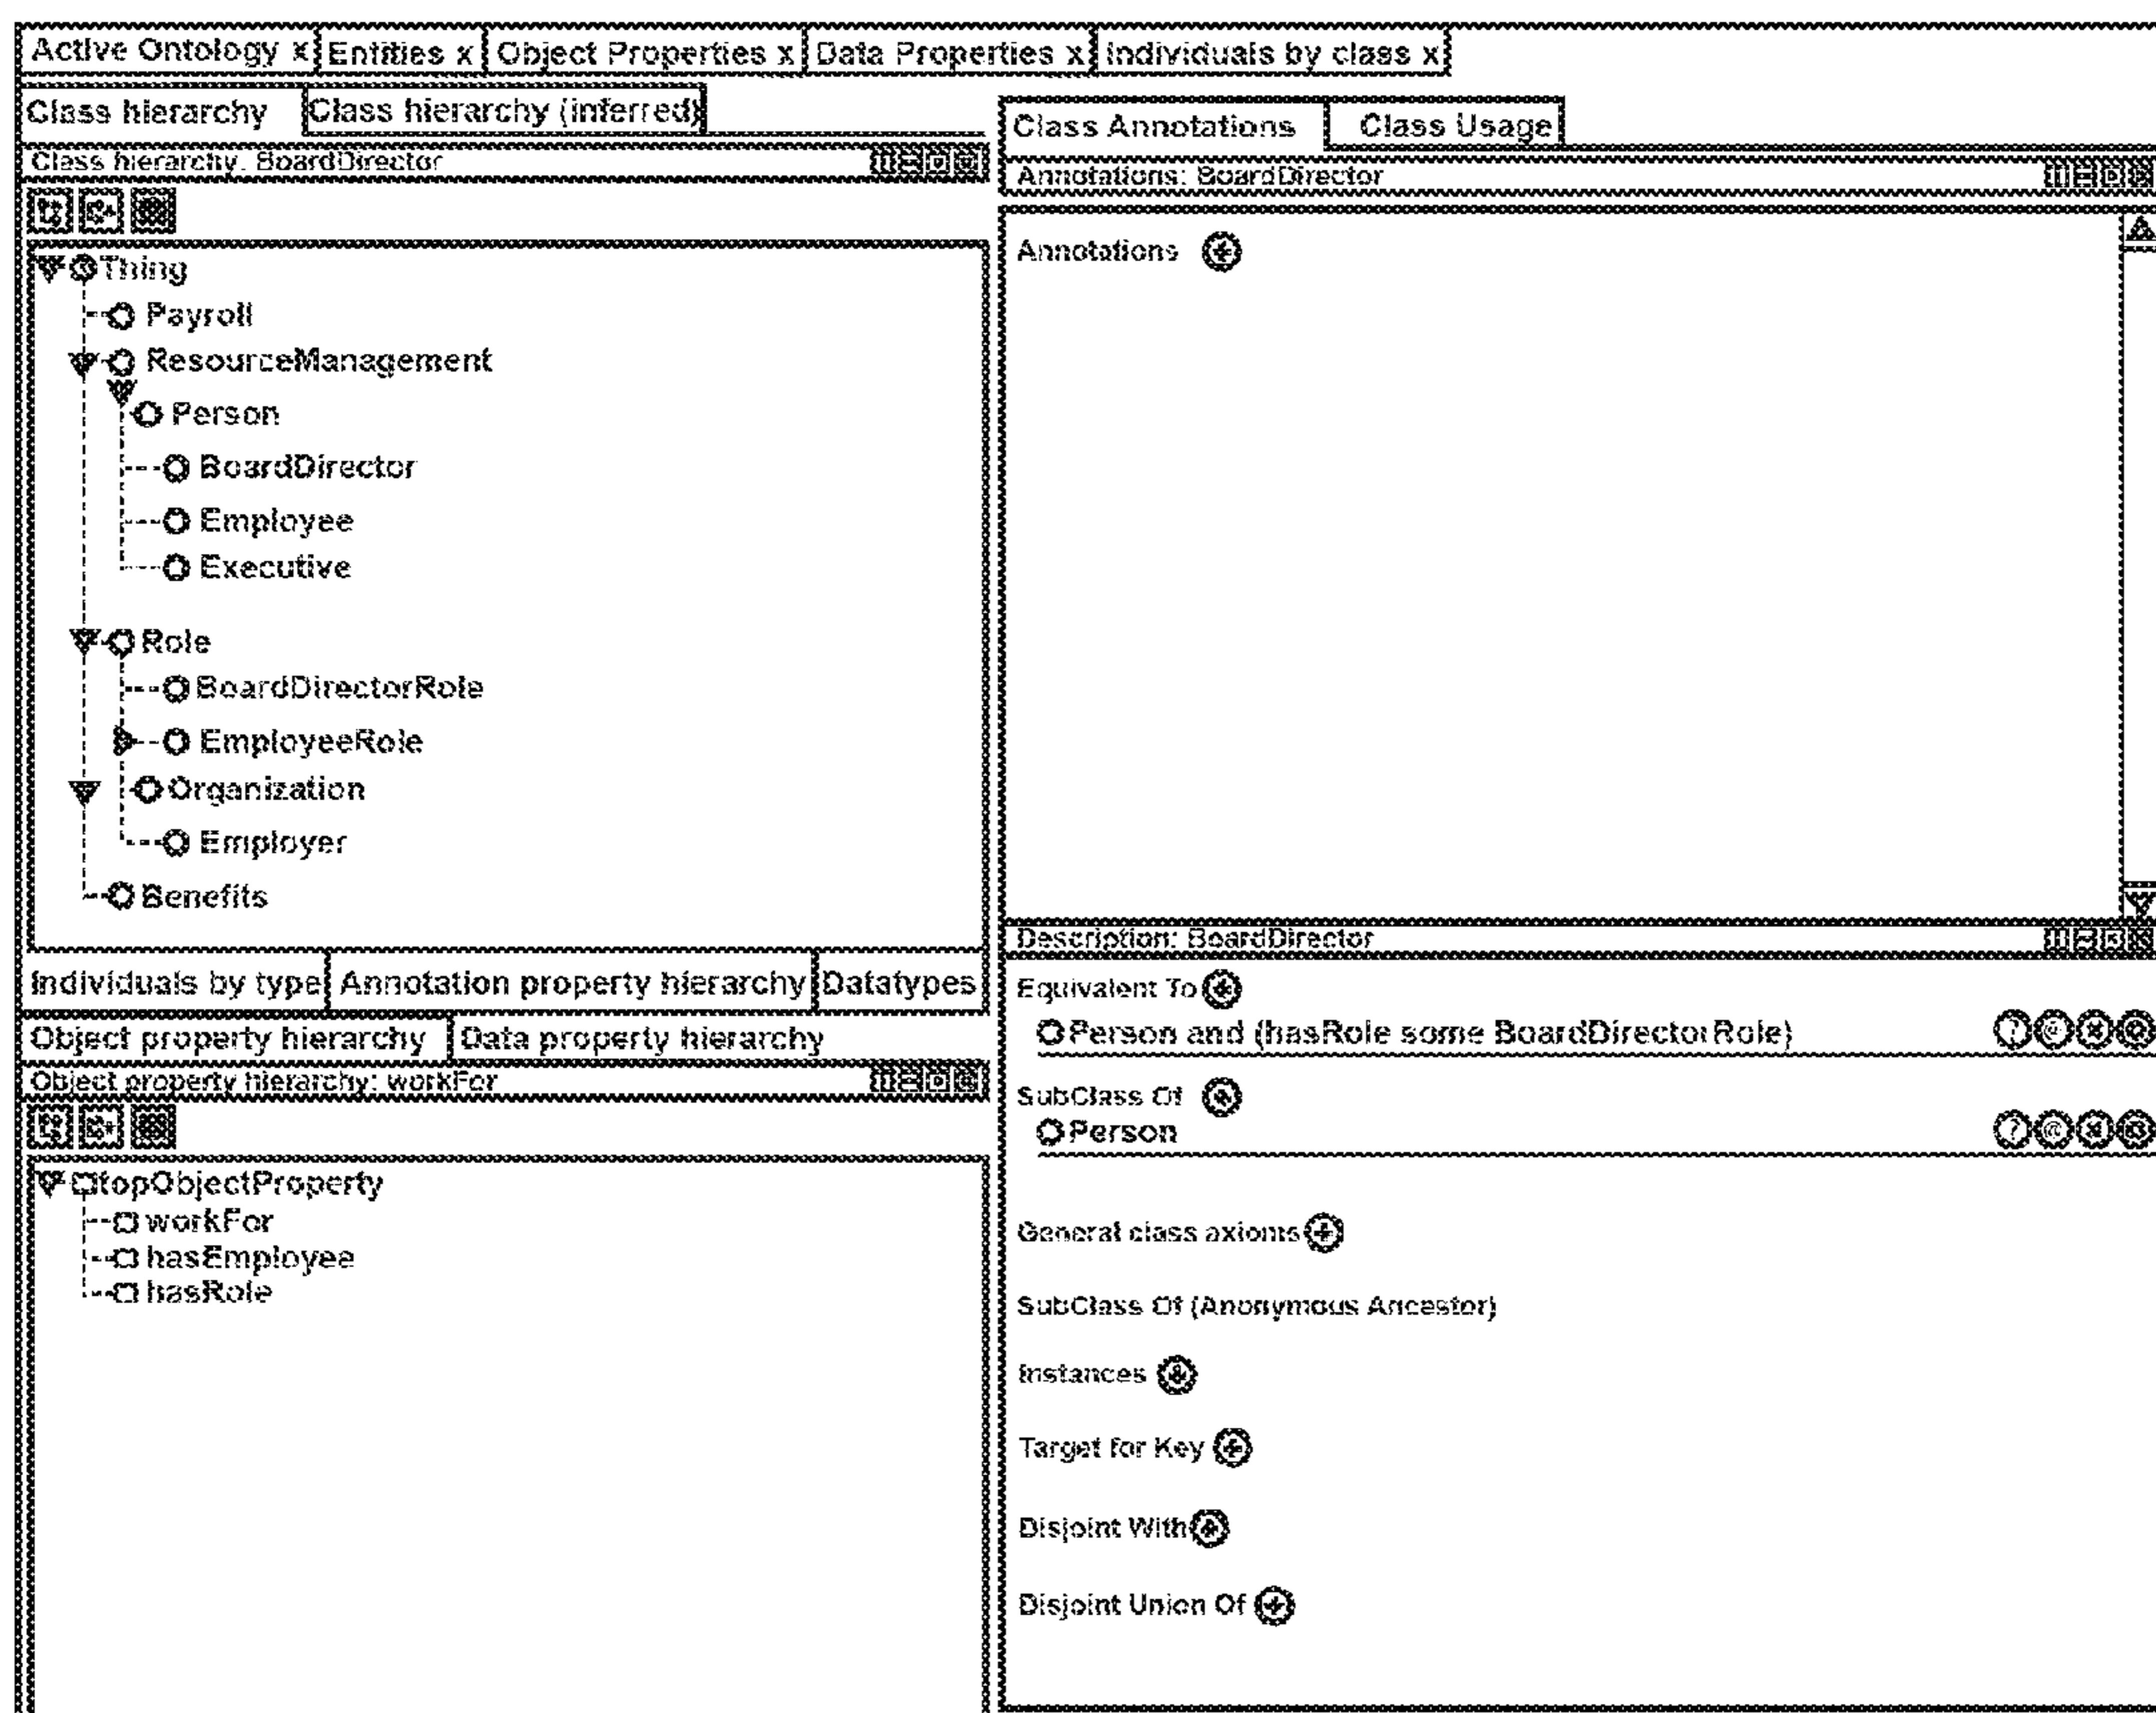 Active Ontology x Entities x Object Properties x Data Properties x Individuals by class x
Class hierarchy Class hierarchy (inferred)
Class hierarchy: BoardDirector
Thing
Payroll
ResourceManagement
Person
BoardDirector
Employee
Executive
Role
BoardDirectorRole
EmployeeRole
Organization
Employer
Benefits
Individuals by type Annotation property hierarchy Datatypes
Object property hierarchy Data property hierarchy
Object property hierarchy: workFor
topObjectProperty
workFor
hasEmployee
hasRole
Class Annotations Class Usage
Annotations: BoardDirector
Annotations +
Description: BoardDirector
Equivalent To +
Person and (hasRole some BoardDirectorRole) ? @ x o
SubClass Of +
Person ? @ x o
General class axioms +
SubClass Of (Anonymous Ancestor)
Instances +
Target for Key +
Disjoint With +
Disjoint Union Of +